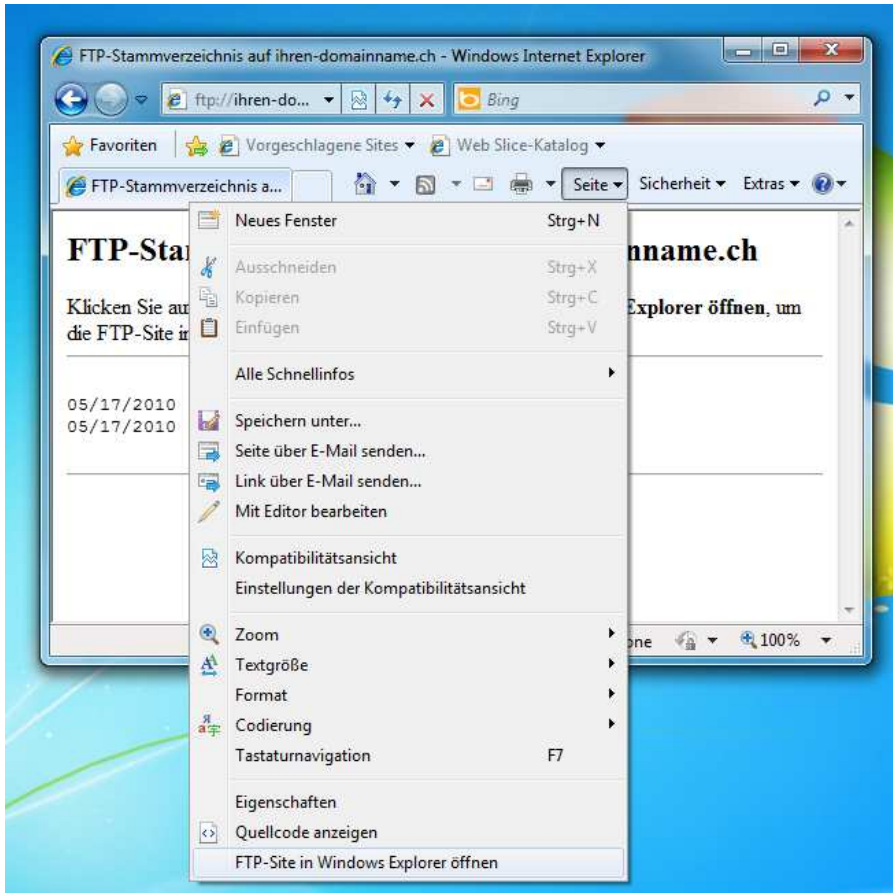 FTP-Stammverzeichnis auf ihren-domainname.ch - Windows Internet Explorer
ftp://ihren-do... Bing
Favoriten Vorgeschlagene Sites Web Slice-Katalog
FTP-Stammverzeichnis a... Seite Sicherheit Extras
FTP-Sta nname.ch
Klicken Sie au Explorer öffnen, um
die FTP-Site in
05/17/2010
05/17/2010
Neues Fenster Strg+N
Ausschneiden Strg+X
Kopieren Strg+C
Einfügen Strg+V
Alle Schnellinfos
Speichern unter...
Seite über E-Mail senden...
Link über E-Mail senden...
Mit Editor bearbeiten
Kompatibilitätsansicht
Einstellungen der Kompatibilitätsansicht
Zoom
Textgröße
Format
Codierung
Tastaturnavigation F7
Eigenschaften
Quellcode anzeigen
FTP-Site in Windows Explorer öffnen
one 100%